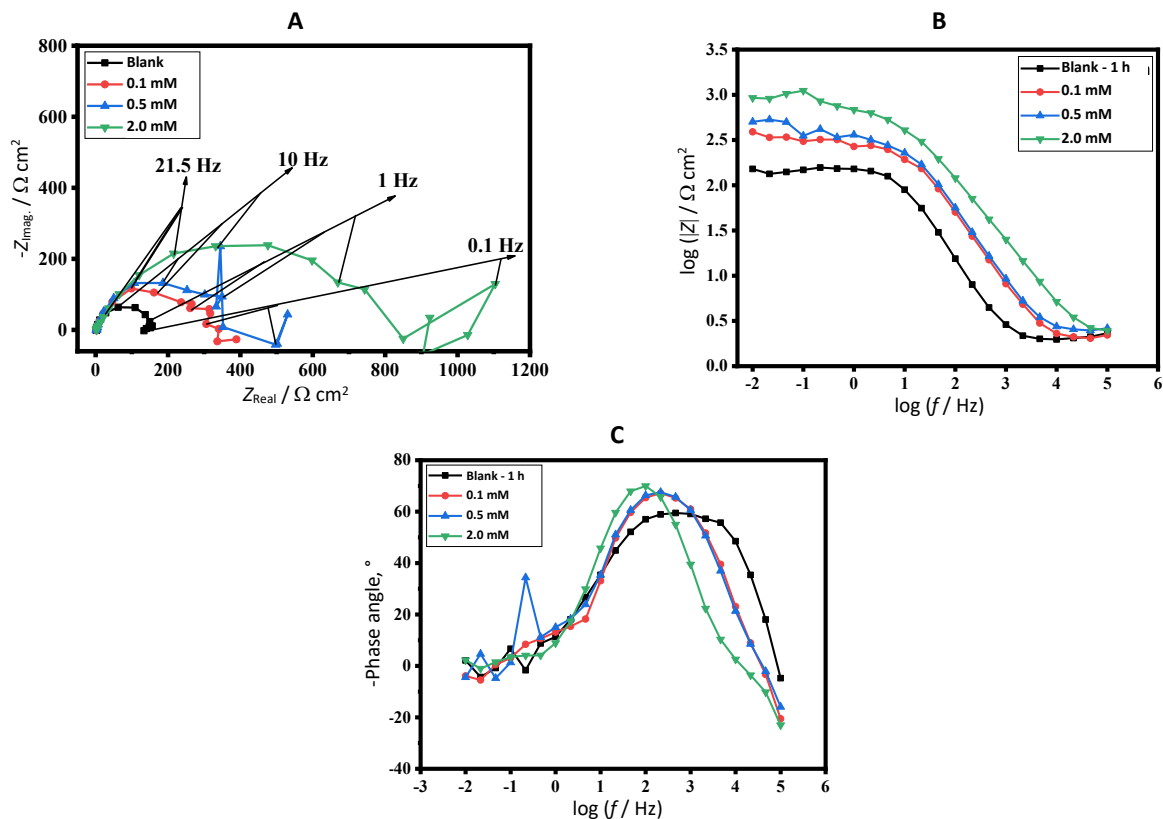 A
800
600
400
200
0
-Z Imag. / Ω cm²
Blank
0.1 mM
0.5 mM
2.0 mM
21.5 Hz
10 Hz
1 Hz
0.1 Hz
0 200 400 600 800 1000 1200
Z Real / Ω cm²
B
3.5
3.0
2.5
2.0
1.5
1.0
0.5
0.0
log (|Z| / Ω cm²
Blank - 1 h
0.1 mM
0.5 mM
2.0 mM
-2 -1 0 1 2 3 4 5 6
log (f / Hz)
C
80
60
40
20
0
-20
-40
-Phase angle, °
Blank - 1 h
0.1 mM
0.5 mM
2.0 mM
-3 -2 -1 0 1 2 3 4 5 6
log (f / Hz)